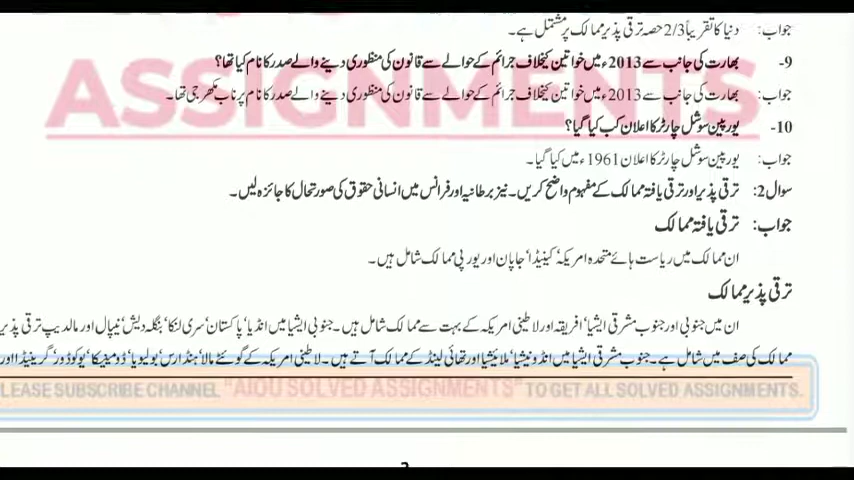 جواب: دنیا کا تقریباً 2/3 حصہ ترقی پذیر ممالک پر مشتمل ہے۔
9- بھارت کی جانب سے 2013ء میں خواتین کیخلاف جرائم کے حوالے سے قانون کی منظوری دینے والے صدر کا نام کیا تھا؟
ASSIGNMENTS
جواب: بھارت کی جانب سے 2013ء میں خواتین کیخلاف جرائم کے حوالے سے قانون کی منظوری دینے والے صدر کا نام پرناب مکھرجی تھا۔
10- یورپین سوشل چارٹر کا اعلان کب کیا گیا؟
جواب: یورپین سوشل چارٹر کا اعلان 1961ء میں کیا گیا۔
سوال 2: ترقی پذیر اور ترقی یافتہ ممالک کے مفہوم واضح کریں۔ نیز برطانیہ اور فرانس میں انسانی حقوق کی صورتحال کا جائزہ لیں۔
جواب: ترقی یافتہ ممالک
ان ممالک میں ریاست ہائے متحدہ امریکہ، کینیڈا، جاپان اور یورپی ممالک شامل ہیں۔
ترقی پذیر ممالک
ان میں جنوبی اور جنوب مشرقی ایشیا، افریقہ اور لاطینی امریکہ کے بہت سے ممالک شامل ہیں۔ جنوبی ایشیا میں انڈیا، پاکستان، سری لنکا، بنگلہ دیش، نیپال اور مالدیپ ترقی پذیر
ممالک کی صف میں شامل ہے۔ جنوب مشرقی ایشیا میں انڈونیشیا، ملائیشیا اور تھائی لینڈ کے ممالک آتے ہیں۔ لاطینی امریکہ کے گوئٹے مالا، ہنڈارس، بولیویا، ڈومینیکا، یوکوڈور، گرینیڈا اور
LEASE SUBSCRIBE CHANNEL "AIOU SOLVED ASSIGNMENTS" TO GET ALL SOLVED ASSIGNMENTS.